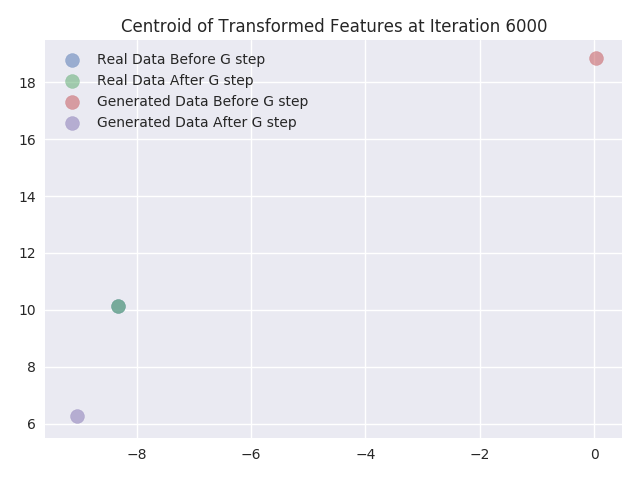 Centroid of Transformed Features at Iteration 6000
Real Data Before G step
Real Data After G step
Generated Data Before G step
Generated Data After G step
18
16
14
12
10
8
6
−8 −6 −4 −2 0